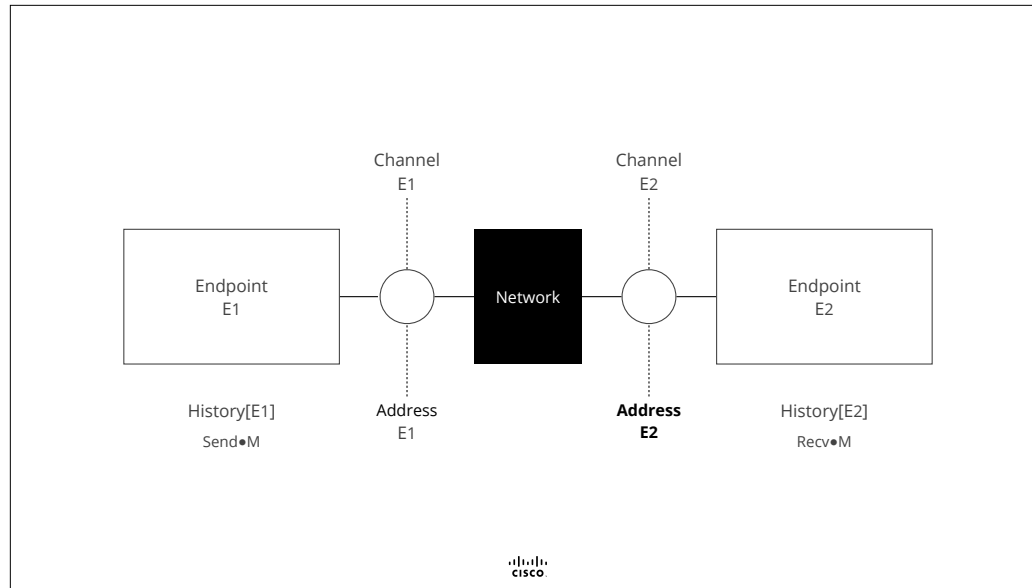 Channel
E1
Channel
E2
Endpoint
E1
Network
Endpoint
E2
History[E1]
Send●M
Address
E1
Address
E2
History[E2]
Recv●M
CISCO